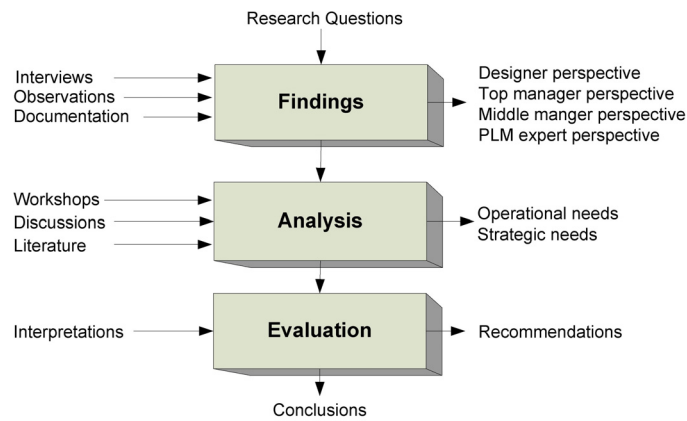 Research Questions
Interviews
Observations
Documentation
Findings
Designer perspective
Top manager perspective
Middle manger perspective
PLM expert perspective
Workshops
Discussions
Literature
Analysis
Operational needs
Strategic needs
Interpretations
Evaluation
Recommendations
Conclusions